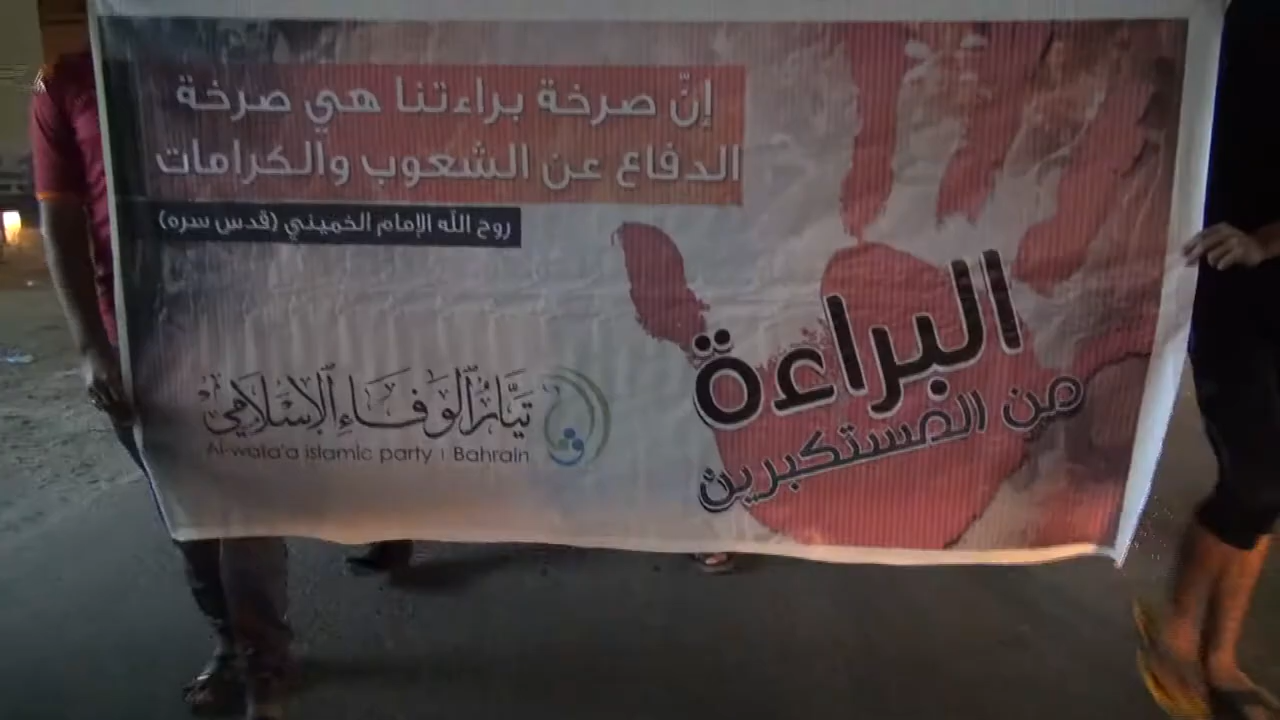 إنّ صرخة براءتنا هي صرخة
الدفاع عن الشعوب والكرامات
روح الله الإمام الخميني (قدس سره)
البراءة
من المستكبرين
تيار الوفاء الإسلامي
Al-wafa'a islamic party | Bahrain